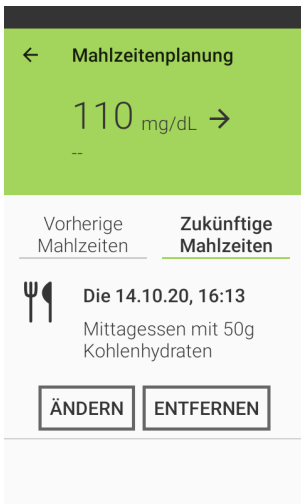 Mahlzeitenplanung
110 mg/dL →
--
Vorherige
Mahlzeiten
Zukünftige
Mahlzeiten
Die 14.10.20, 16:13
Mittagessen mit 50g
Kohlenhydraten
ÄNDERN
ENTFERNEN